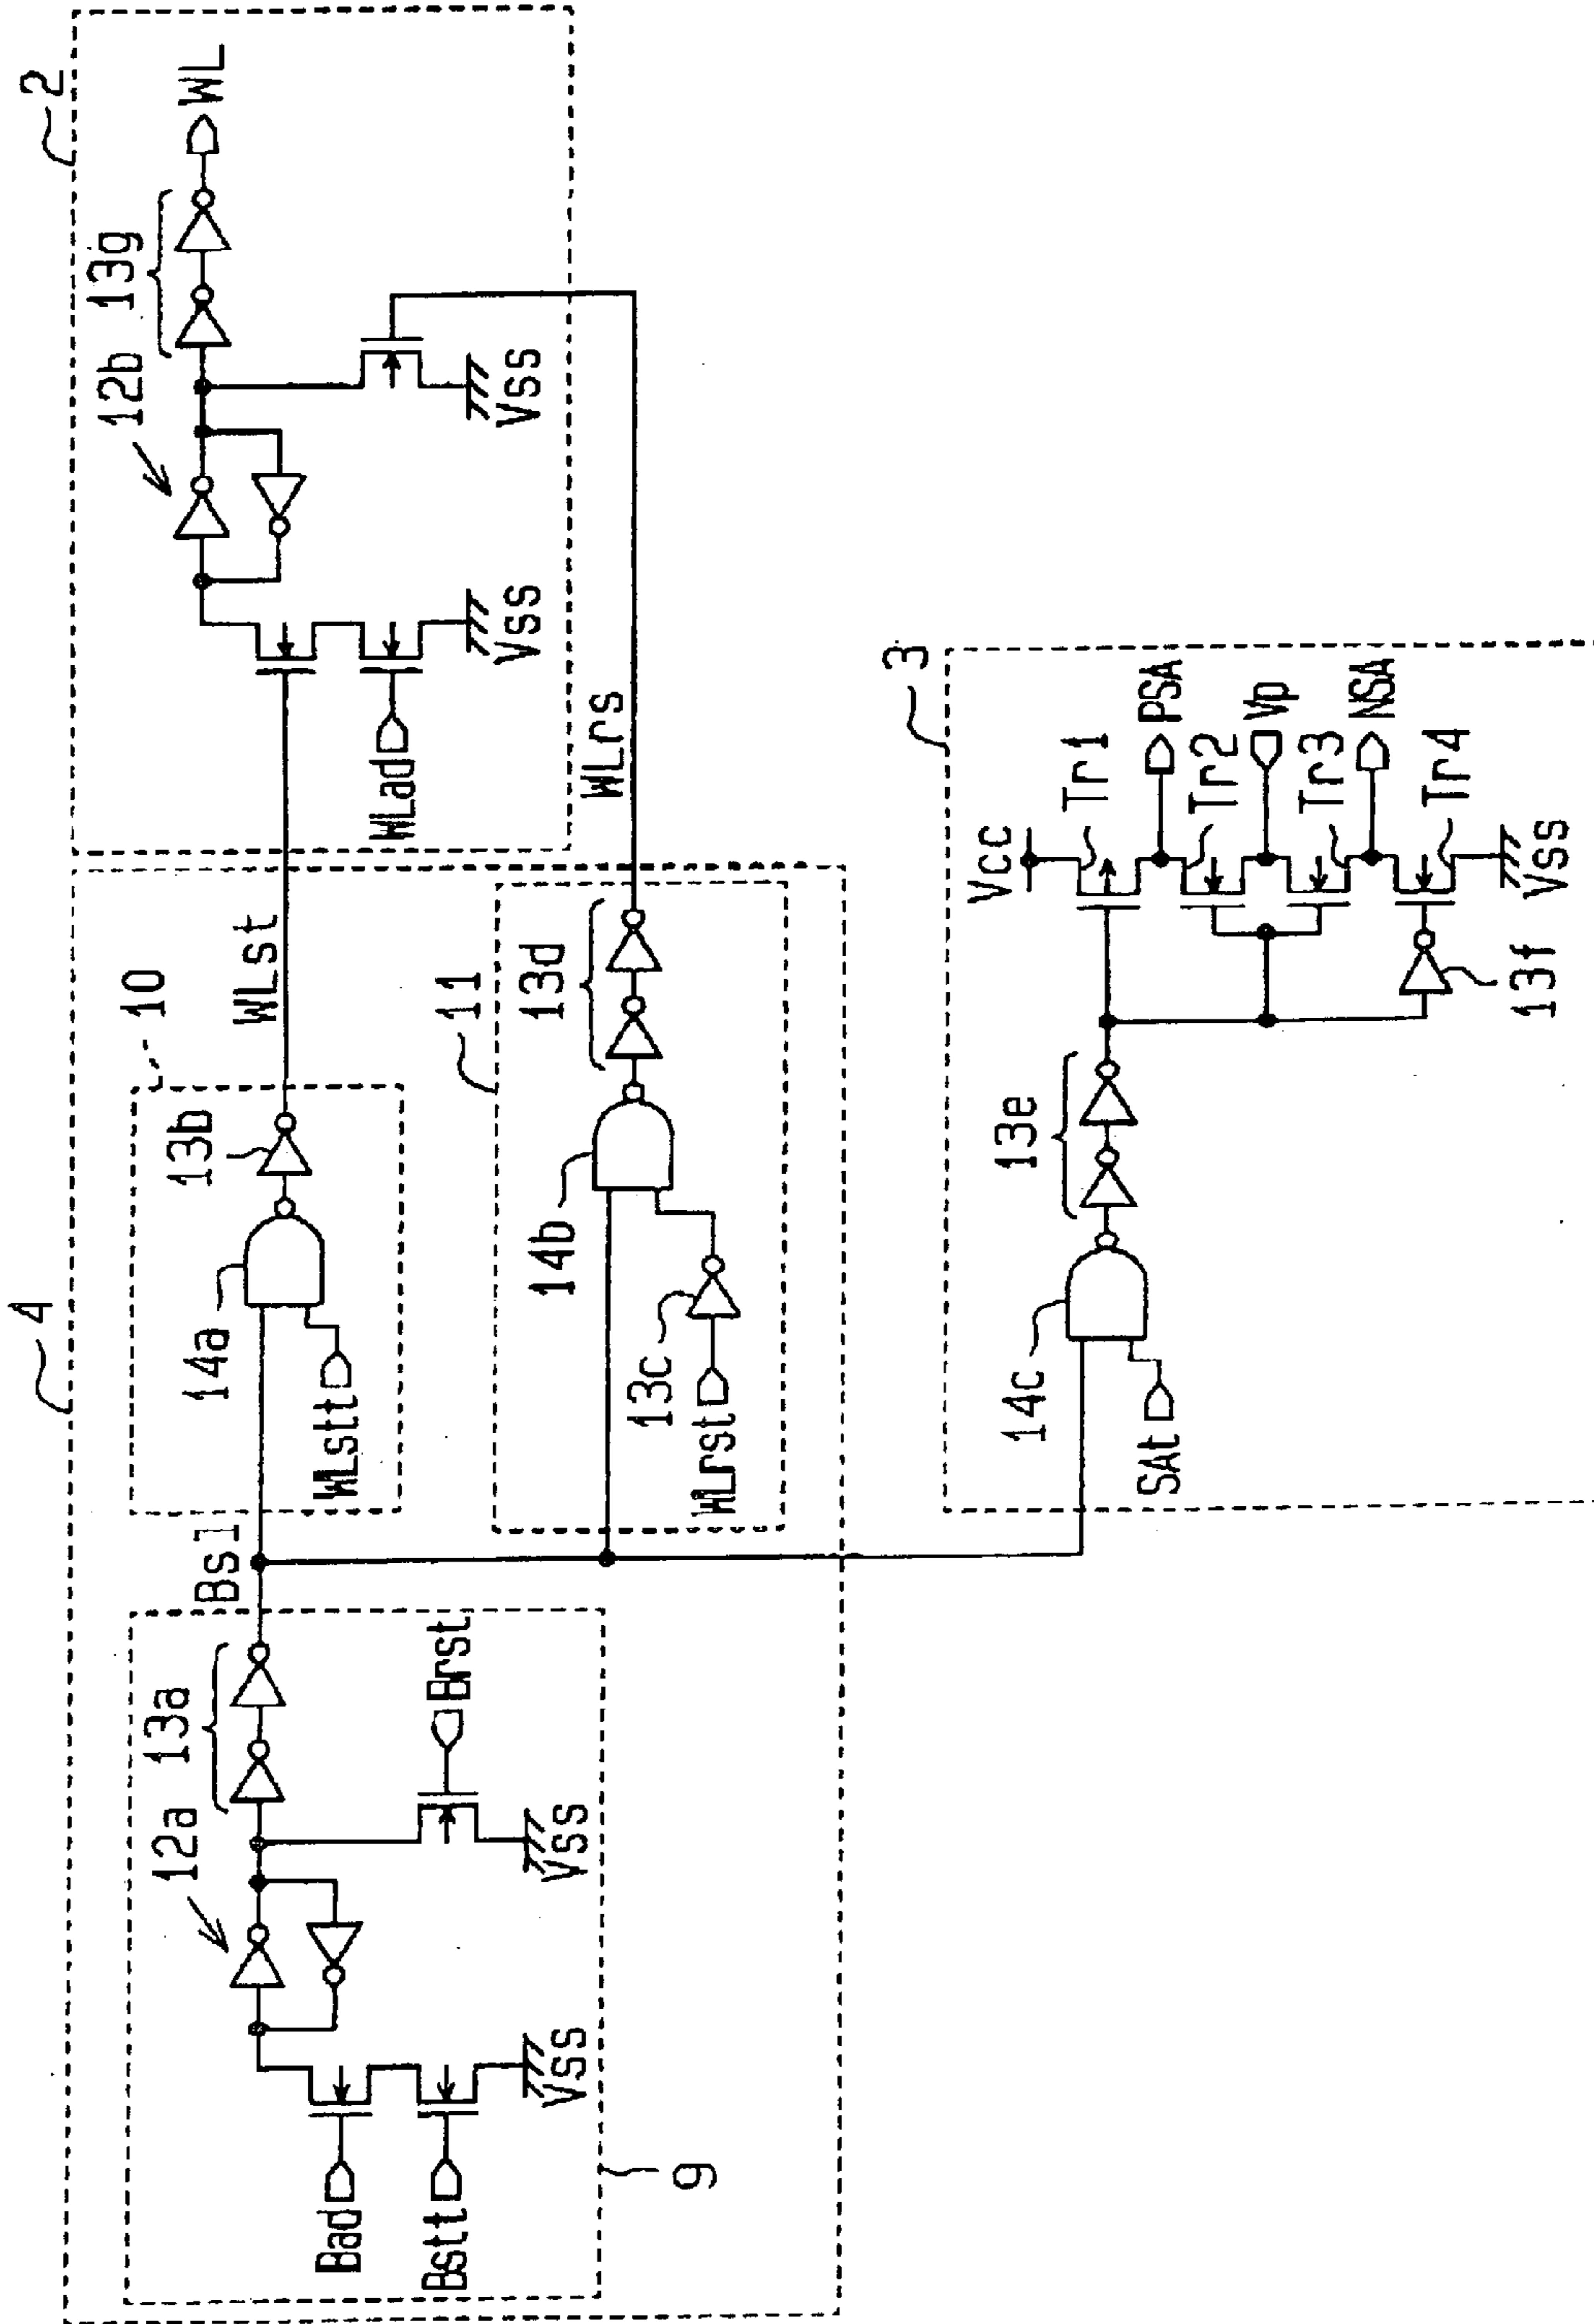 4
2
9
Bad
Bstt
Vss
12a
13a
Brst
Vss
Bsl
10
14a
13b
WLstt
WLst
11
14b
13c
WLrst
13d
WLrs
12b
13g
WL
WLad
Vss
Vss
3
14c
SAt
13e
Vcc
Tr1
PSA
Tr2
Vp
Tr3
NSA
Tr4
13f
Vss